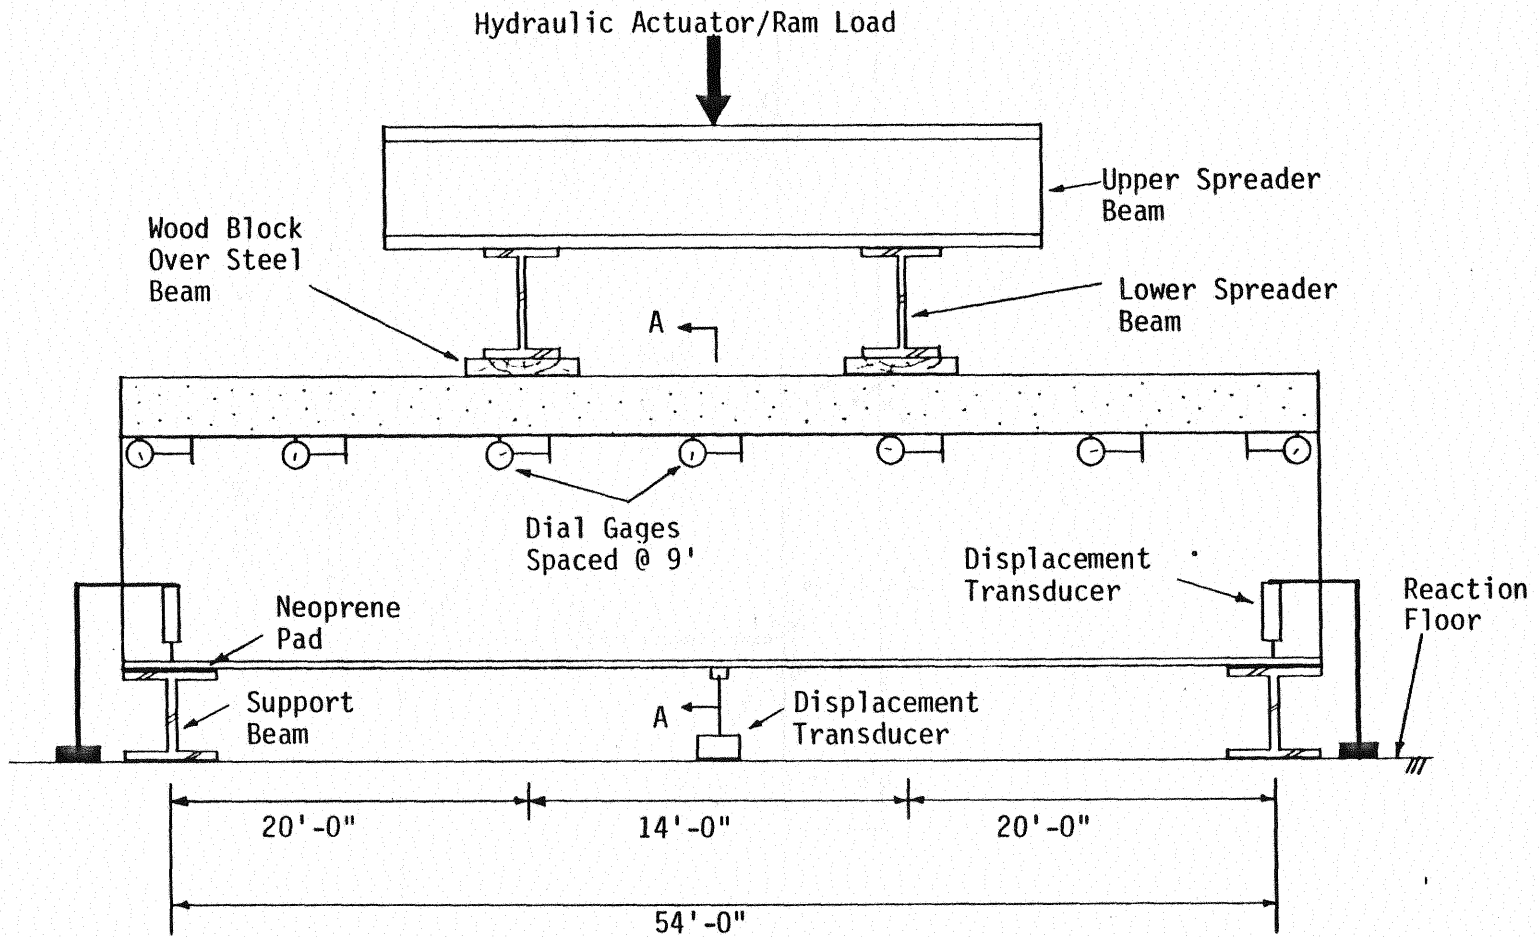 Hydraulic Actuator/Ram Load
Upper Spreader
Beam
Wood Block
Over Steel
Beam
Lower Spreader
Beam
A
Dial Gages
Spaced @ 9'
Displacement
Transducer
Reaction
Floor
Neoprene
Pad
Support
Beam
A
Displacement
Transducer
20'-0"
14'-0"
20'-0"
54'-0"